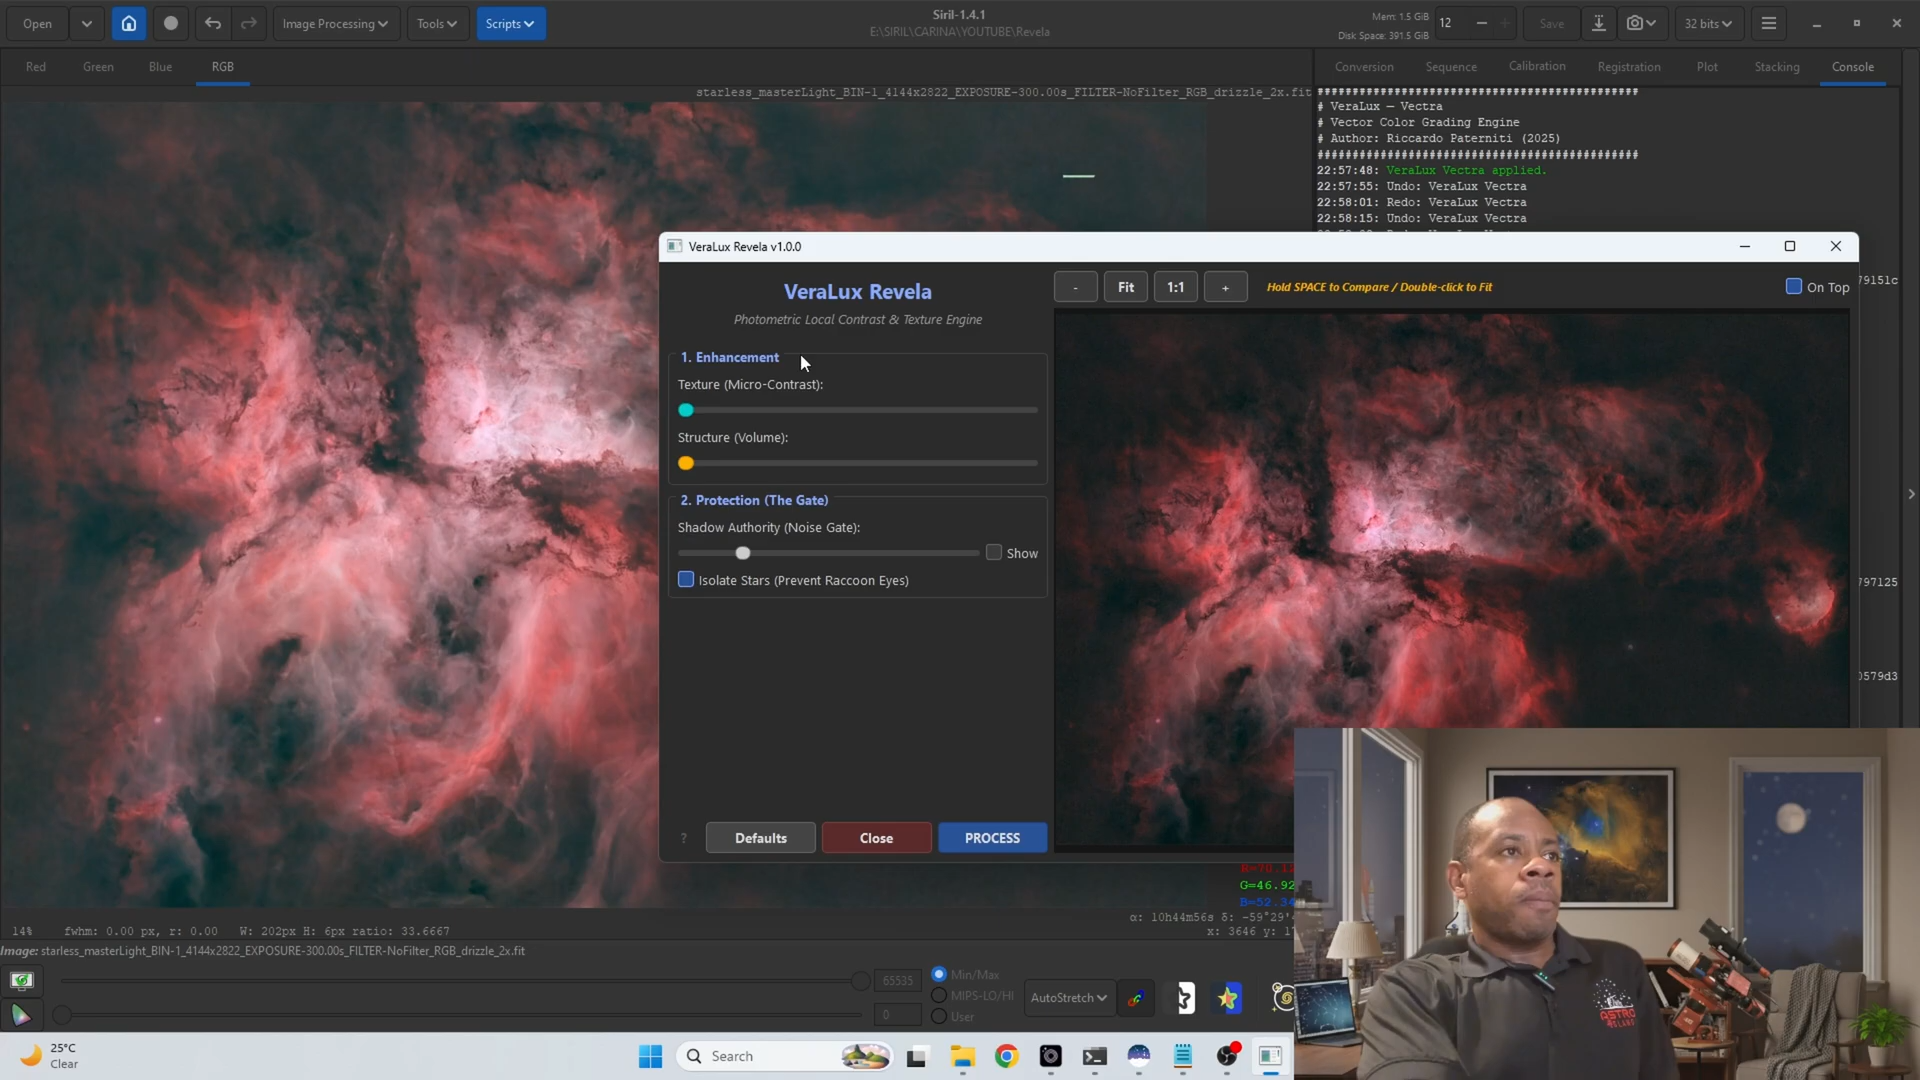 Open
Image Processing
Tools
Scripts
Siril-1.4.1
E:\SIRIL\CARINA\YOUTUBE\Revela
Mem: 1.5 GiB
Disk Space: 391.5 GiB
12
Save
32 bits
Red
Green
Blue
RGB
Conversion
Sequence
Calibration
Registration
Plot
Stacking
Console
starless_masterLight_BIN-1_4144x2822_EXPOSURE-300.00s_FILTER-NoFilter_RGB_drizzle_2x.fit
##############################################
# VeraLux — Vectra
# Vector Color Grading Engine
# Author: Riccardo Paterniti (2025)
##############################################
22:57:48: VeraLux Vectra applied.
22:57:55: Undo: VeraLux Vectra
22:58:01: Redo: VeraLux Vectra
22:58:15: Undo: VeraLux Vectra
79151c
797125
0579d3
VeraLux Revela v1.0.0
VeraLux Revela
Photometric Local Contrast & Texture Engine
-
Fit
1:1
+
Hold SPACE to Compare / Double-click to Fit
On Top
1. Enhancement
Texture (Micro-Contrast):
Structure (Volume):
2. Protection (The Gate)
Shadow Authority (Noise Gate):
Show
Isolate Stars (Prevent Raccoon Eyes)
?
Defaults
Close
PROCESS
G=46.92
14%
fwhm: 0.00 px, r: 0.00
W: 202px H: 6px ratio: 33.6667
α: 10h44m56s δ: -59°29'
x: 3646 y:
Image: starless_masterLight_BIN-1_4144x2822_EXPOSURE-300.00s_FILTER-NoFilter_RGB_drizzle_2x.fit
65535
0
Min/Max
MIPS-LO/HI
User
AutoStretch
ASTRO
25°C
Clear
Search